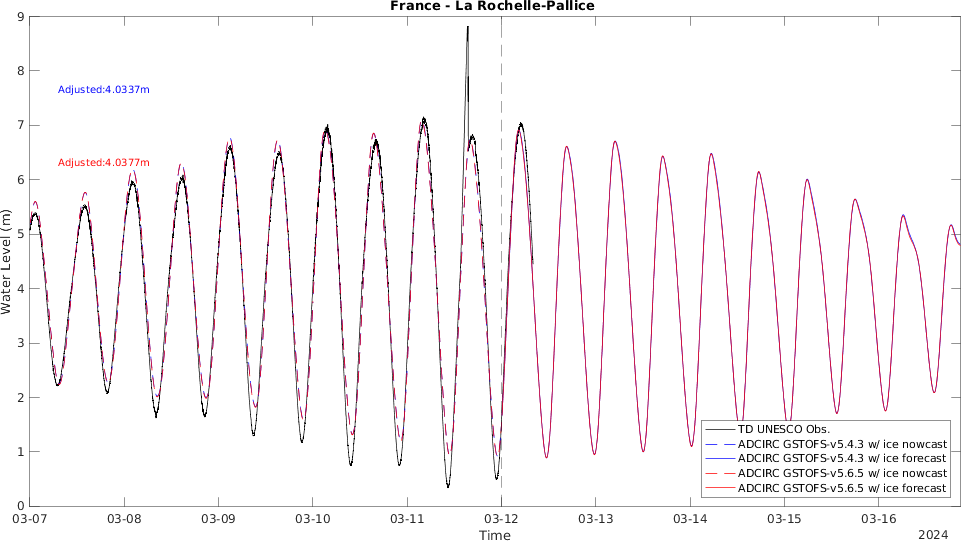 France - La Rochelle-Pallice
9
8
7
6
5
4
3
2
1
0
Water Level (m)
Adjusted:4.0337m
Adjusted:4.0377m
TD UNESCO Obs.
ADCIRC GSTOFS-v5.4.3 w/ ice nowcast
ADCIRC GSTOFS-v5.4.3 w/ ice forecast
ADCIRC GSTOFS-v5.6.5 w/ ice nowcast
ADCIRC GSTOFS-v5.6.5 w/ ice forecast
03-07 03-08 03-09 03-10 03-11 03-12 03-13 03-14 03-15 03-16
Time
2024